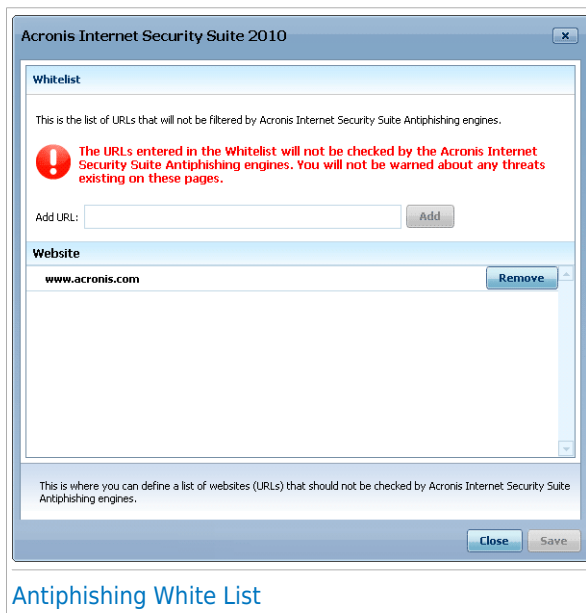 Acronis Internet Security Suite 2010
x
Whitelist
This is the list of URLs that will not be filtered by Acronis Internet Security Suite Antiphishing engines.
The URLs entered in the Whitelist will not be checked by the Acronis Internet
Security Suite Antiphishing engines. You will not be warned about any threats
existing on these pages.
Add URL: Add
Website
www.acronis.com Remove
This is where you can define a list of websites (URLs) that should not be checked by Acronis Internet Security Suite
Antiphishing engines.
Close Save
Antiphishing White List